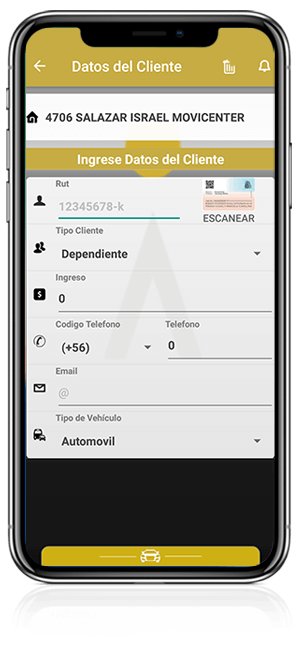 Datos del Cliente
4706 SALAZAR ISRAEL MOVICENTER
Ingrese Datos del Cliente
Rut
12345678-k
ESCANEAR
Tipo Cliente
Dependiente
Ingreso
0
Codigo Telefono
Telefono
(+56)
0
Email
@
Tipo de Vehículo
Automovil